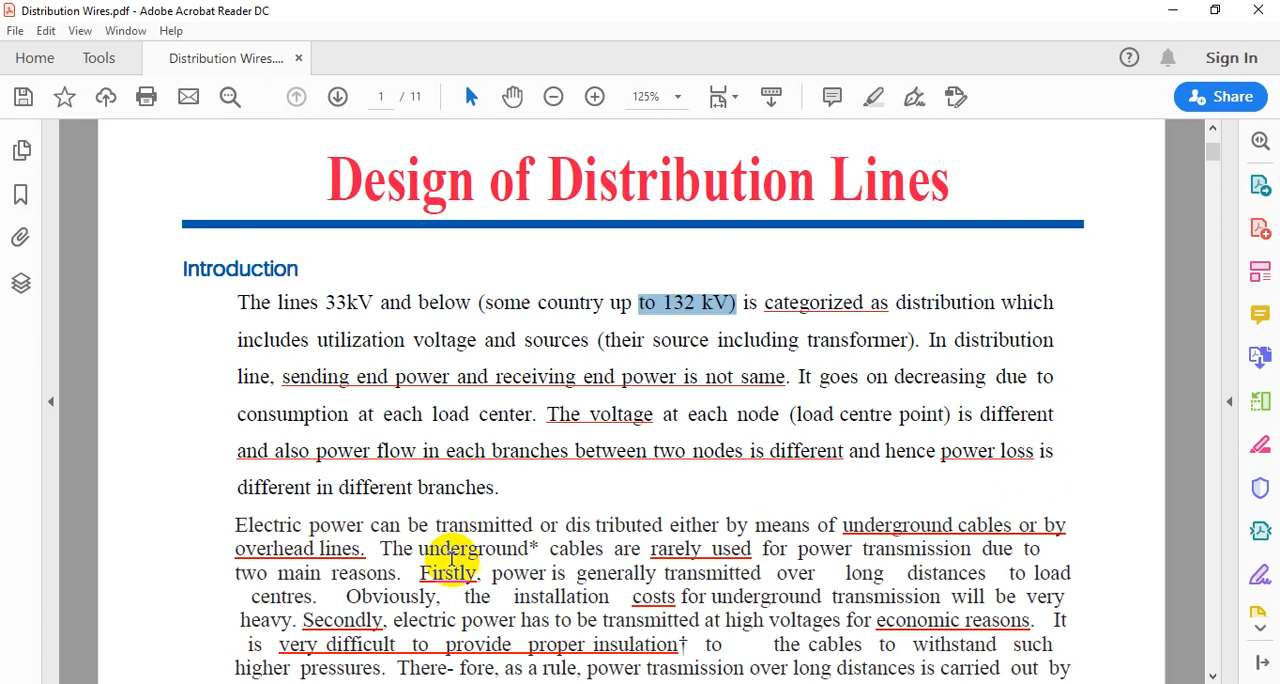 Distribution Wires.pdf - Adobe Acrobat Reader DC
File Edit View Window Help
Home Tools Distribution Wires.... × Sign In
1 / 11 125% Share
Design of Distribution Lines
Introduction
The lines 33kV and below (some country up to 132 kV) is categorized as distribution which
includes utilization voltage and sources (their source including transformer). In distribution
line, sending end power and receiving end power is not same. It goes on decreasing due to
consumption at each load center. The voltage at each node (load centre point) is different
and also power flow in each branches between two nodes is different and hence power loss is
different in different branches.
Electric power can be transmitted or dis tributed either by means of underground cables or by
overhead lines. The underground* cables are rarely used for power transmission due to
two main reasons. Firstly, power is generally transmitted over long distances to load
centres. Obviously, the installation costs for underground transmission will be very
heavy. Secondly, electric power has to be transmitted at high voltages for economic reasons. It
is very difficult to provide proper insulation† to the cables to withstand such
higher pressures. There- fore, as a rule, power trasmission over long distances is carried out by